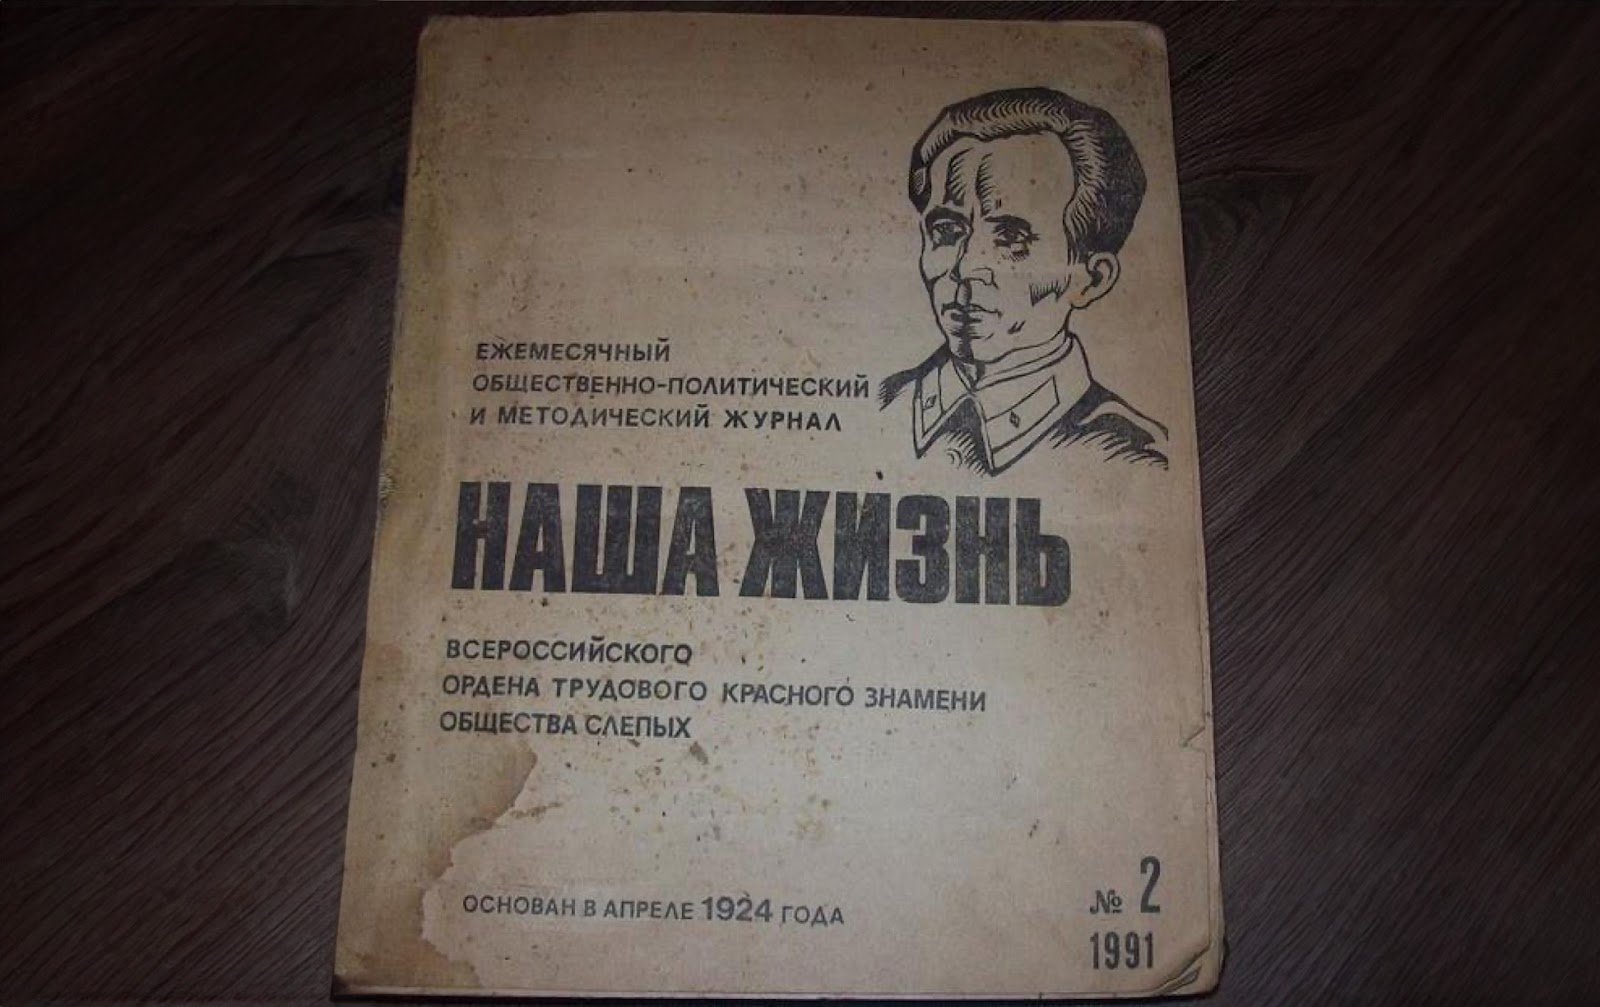 ЕЖЕМЕСЯЧНЫЙ
ОБЩЕСТВЕННО-ПОЛИТИЧЕСКИЙ
И МЕТОДИЧЕСКИЙ ЖУРНАЛ
НАША ЖИЗНЬ
ВСЕРОССИЙСКОГО
ОРДЕНА ТРУДОВОГО КРАСНОГО ЗНАМЕНИ
ОБЩЕСТВА СЛЕПЫХ
ОСНОВАН В АПРЕЛЕ 1924 ГОДА
№ 2
1991